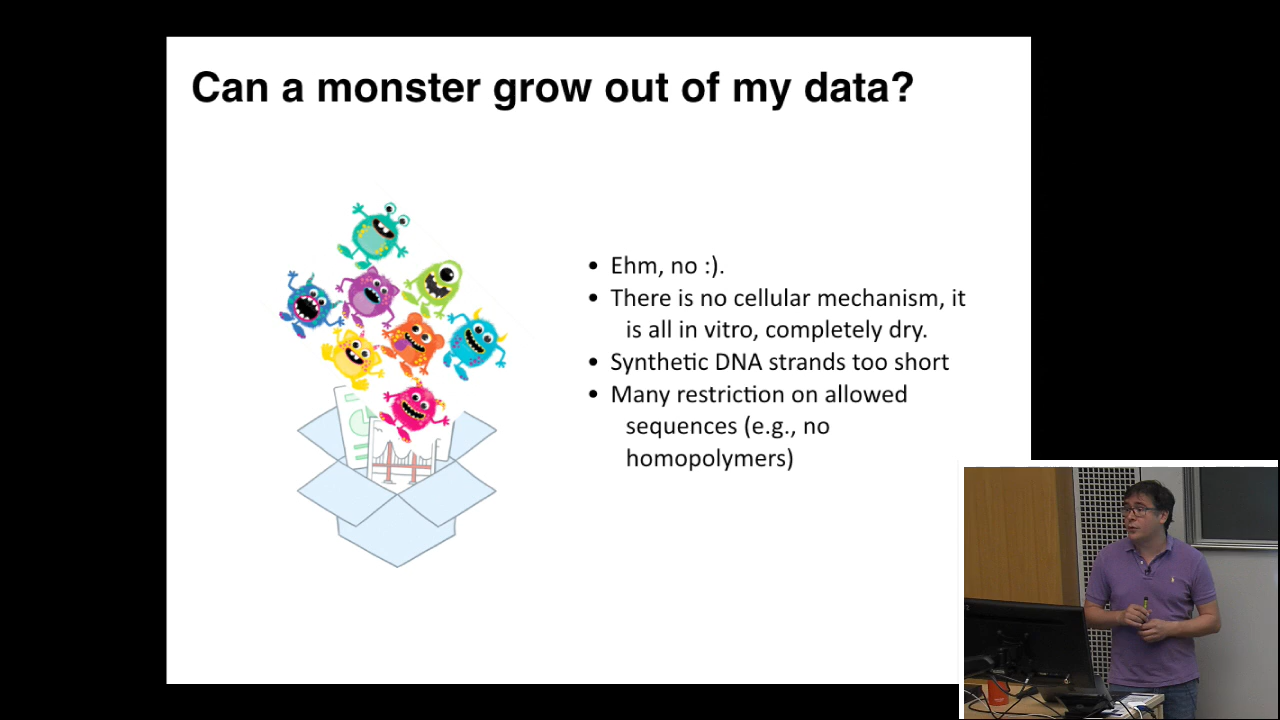 Can a monster grow out of my data?
• Ehm, no :).
• There is no cellular mechanism, it
is all in vitro, completely dry.
• Synthetic DNA strands too short
• Many restriction on allowed
sequences (e.g., no
homopolymers)